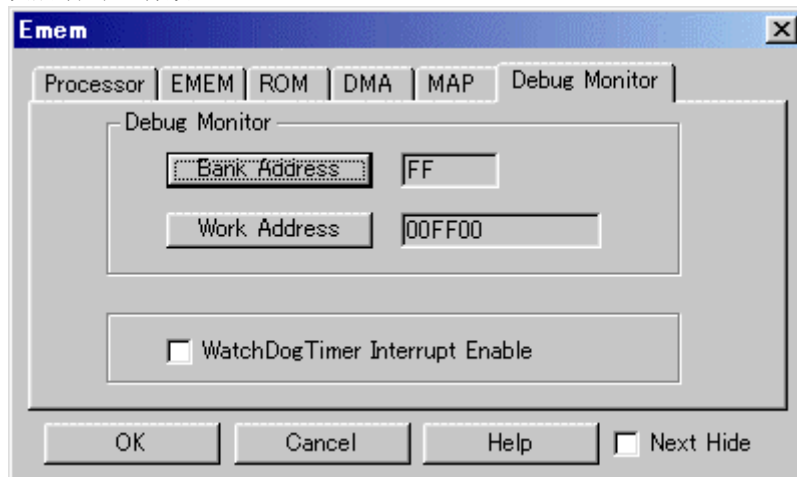 Emem
Processor EMEM ROM DMA MAP Debug Monitor
Debug Monitor
Bank Address FF
Work Address 00FF00
WatchDogTimer Interrupt Enable
OK Cancel Help Next Hide